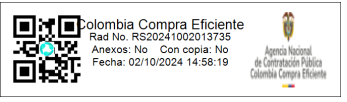 Colombia Compra Eficiente
Rad No. RS20241002013735
Anexos: No Con copia: No
Fecha: 02/10/2024 14:58:19
Agencia Nacional
de Contratación Pública
Colombia Compra Eficiente